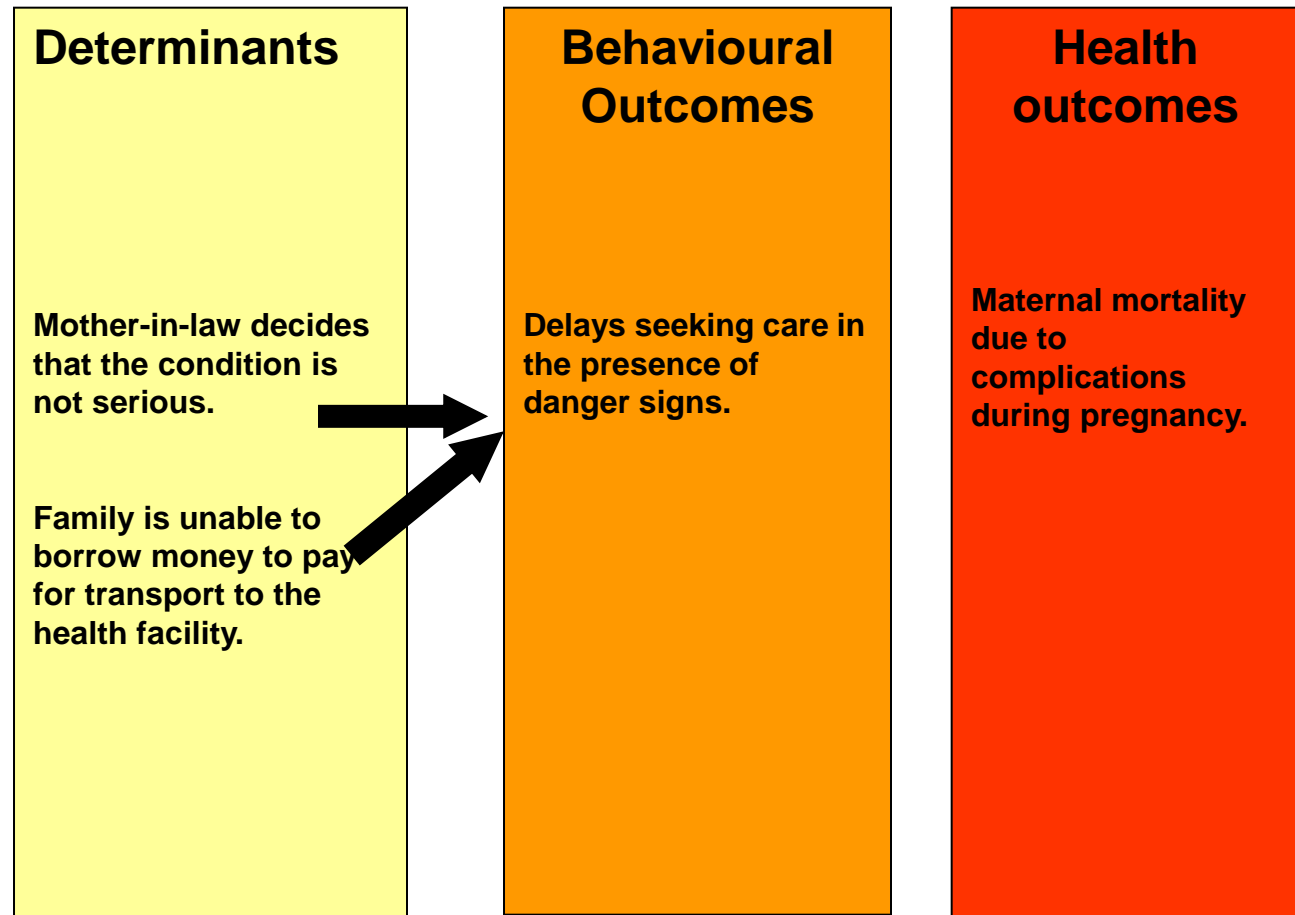 Determinants
Mother-in-law decides
that the condition is
not serious.
Family is unable to
borrow money to pay
for transport to the
health facility.
Behavioural
Outcomes
Delays seeking care in
the presence of
danger signs.
Health
outcomes
Maternal mortality
due to
complications
during pregnancy.